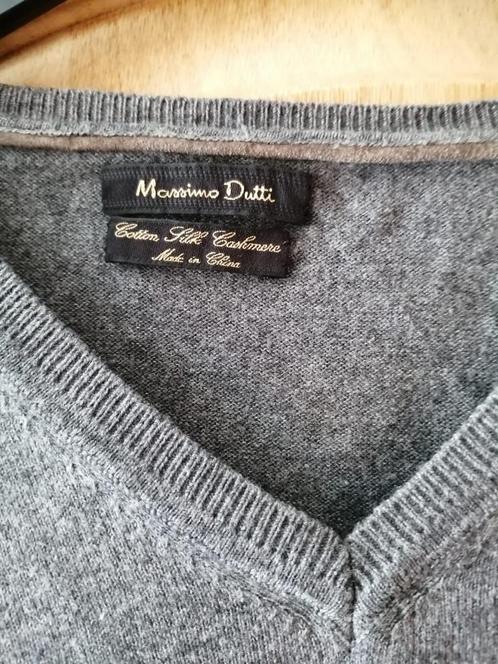 Massimo Dutti
Cotton Silk Cashmere
Made in China